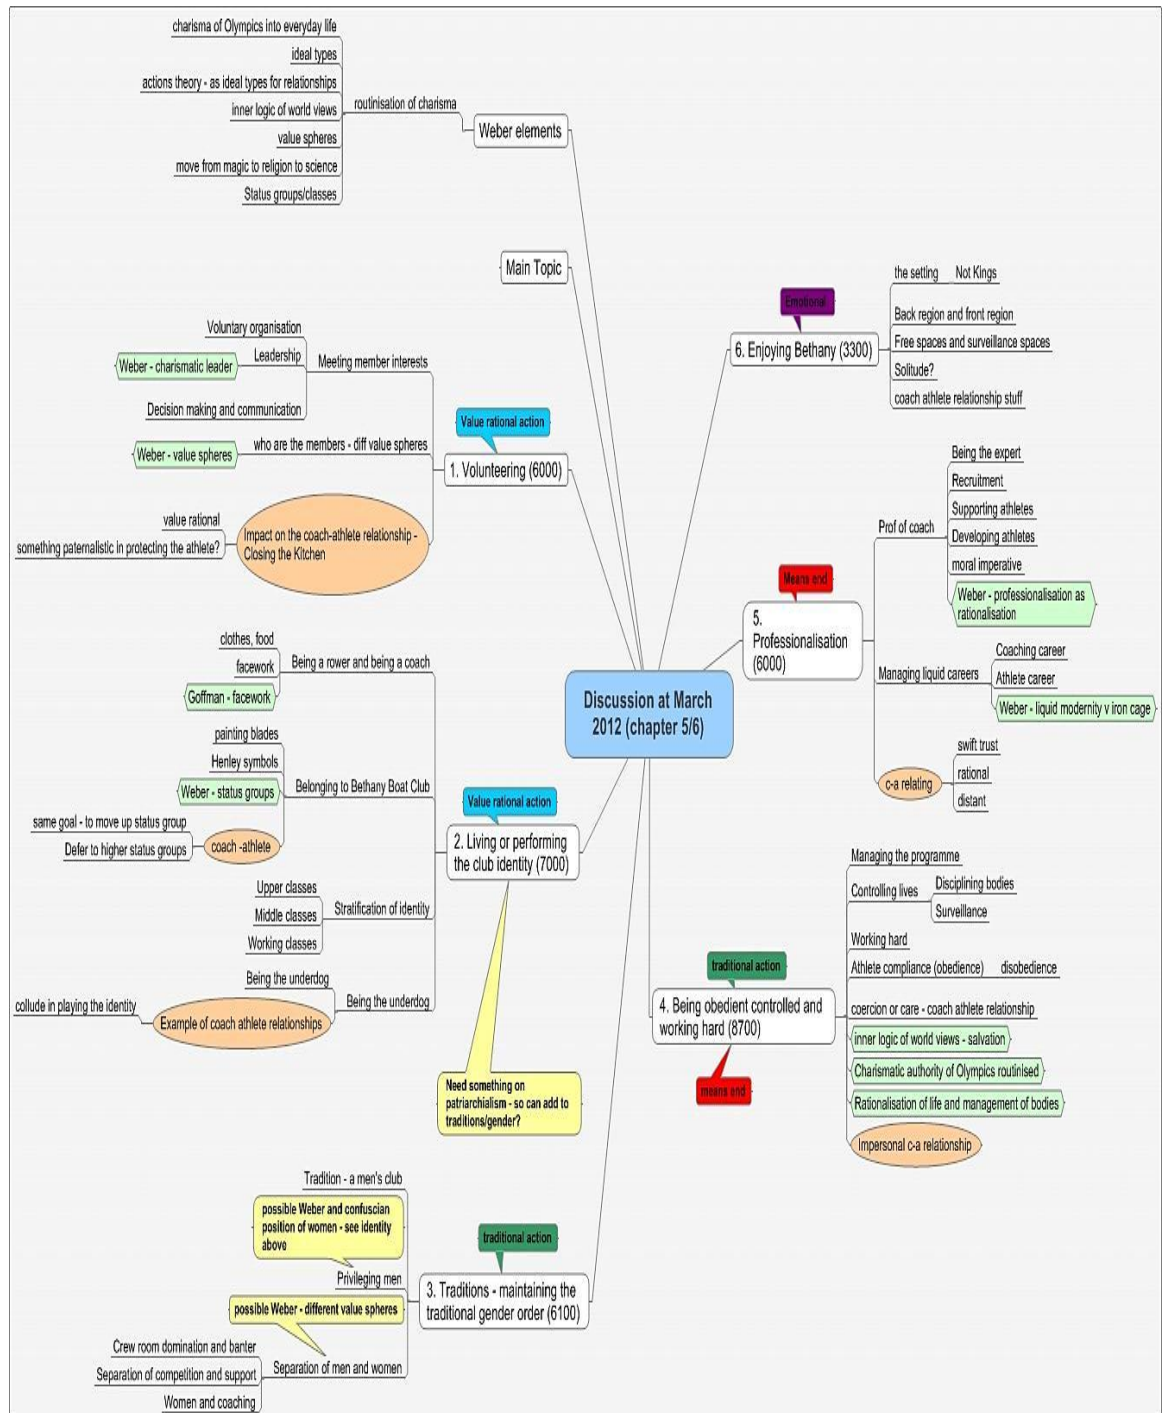 charisma of Olympics into everyday life
ideal types
actions theory - as ideal types for relationships
inner logic of world views
value spheres
move from magic to religion to science
Status groups/classes
routinisation of charisma
Weber elements
Main Topic
Voluntary organisation
Leadership
Weber - charismatic leader
Decision making and communication
Meeting member interests
Weber - value spheres
who are the members - diff value spheres
value rational
something paternalistic in protecting the athlete?
Impact on the coach-athlete relationship -
Closing the Kitchen
Value rational action
1. Volunteering (6000)
clothes, food
facework
Goffman - facework
Being a rower and being a coach
painting blades
Henley symbols
Weber - status groups
same goal - to move up status group
Defer to higher status groups
coach -athlete
Belonging to Bethany Boat Club
Upper classes
Middle classes
Working classes
Stratification of identity
Being the underdog
collude in playing the identity
Example of coach athlete relationships
Being the underdog
Value rational action
2. Living or performing
the club identity (7000)
Need something on
patriarchialism - so can add to
traditions/gender?
Tradition - a men's club
possible Weber and confuscian
position of women - see identity
above
Privileging men
possible Weber - different value spheres
Crew room domination and banter
Separation of competition and support
Women and coaching
Separation of men and women
traditional action
3. Traditions - maintaining the
traditional gender order (6100)
Discussion at March
2012 (chapter 5/6)
Emotional
6. Enjoying Bethany (3300)
the setting
Not Kings
Back region and front region
Free spaces and surveillance spaces
Solitude?
coach athlete relationship stuff
Means end
5.
Professionalisation
(6000)
Prof of coach
Being the expert
Recruitment
Supporting athletes
Developing athletes
moral imperative
Weber - professionalisation as
rationalisation
Managing liquid careers
Coaching career
Athlete career
Weber - liquid modernity v iron cage
c-a relating
swift trust
rational
distant
traditional action
4. Being obedient controlled and
working hard (8700)
means end
Managing the programme
Controlling lives
Disciplining bodies
Surveillance
Working hard
Athlete compliance (obedience)
disobedience
coercion or care - coach athlete relationship
inner logic of world views - salvation
Charismatic authority of Olympics routinised
Rationalisation of life and management of bodies
Impersonal c-a relationship